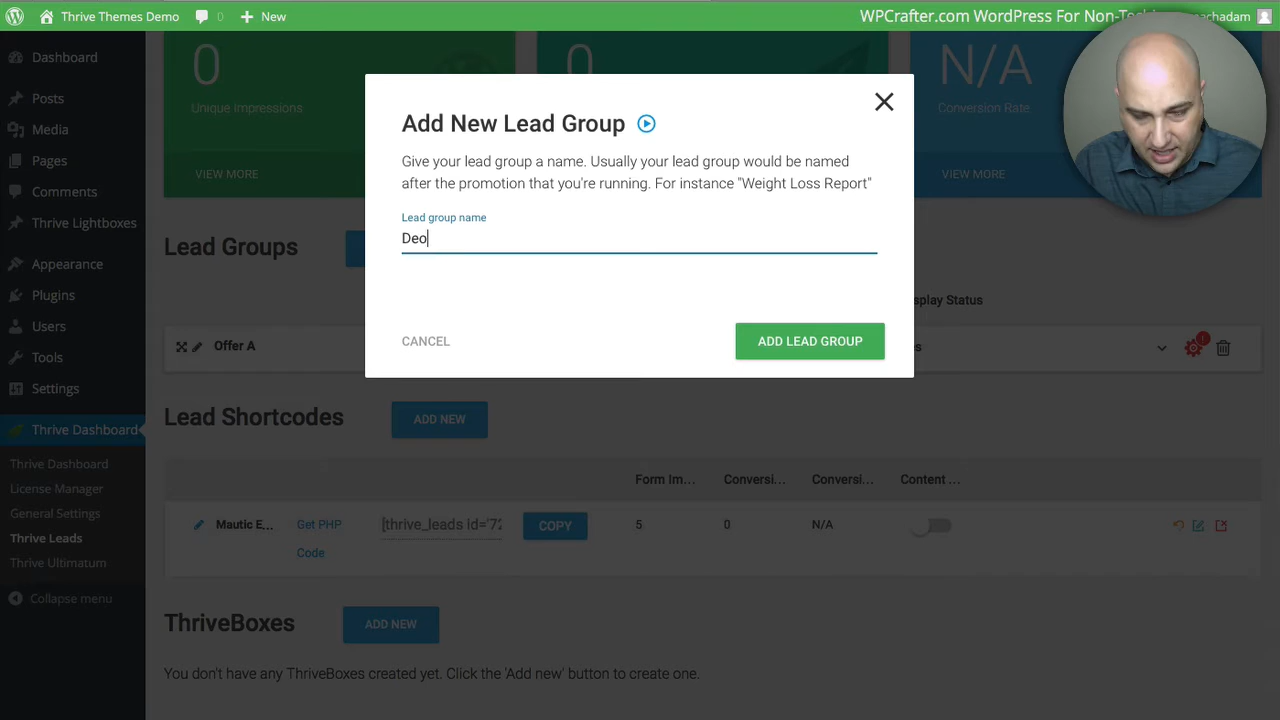 Thrive Themes Demo 0 New
WPCrafter.com WordPress For Non-Techies
Dashboard
Posts
Media
Pages
Comments
Thrive Lightboxes
Appearance
Plugins
Users
Tools
Settings
Thrive Dashboard
Thrive Dashboard
License Manager
General Settings
Thrive Leads
Thrive Ultimatum
Collapse menu
0
Unique Impressions
VIEW MORE
0
N/A
Conversion Rate
VIEW MORE
Add New Lead Group
Give your lead group a name. Usually your lead group would be named
after the promotion that you're running. For instance "Weight Loss Report"
Lead group name
Deo
CANCEL
ADD LEAD GROUP
Lead Groups
Offer A
Lead Shortcodes
ADD NEW
Form Im... Conversi... Conversi... Content ...
Mautic E... Get PHP
Code
[thrive_leads id='72
COPY
5 0 N/A
ThriveBoxes
ADD NEW
You don't have any ThriveBoxes created yet. Click the 'Add new' button to create one.